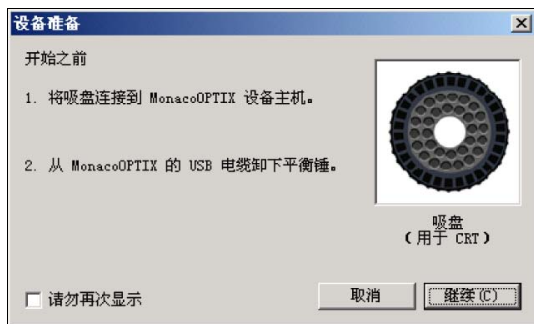 设备准备
开始之前
1. 将吸盘连接到 MonacoOPTIX 设备主机。
2. 从 MonacoOPTIX 的 USB 电缆卸下平衡锤。
吸盘
(用于 CRT)
请勿再次显示
取消
继续(C)